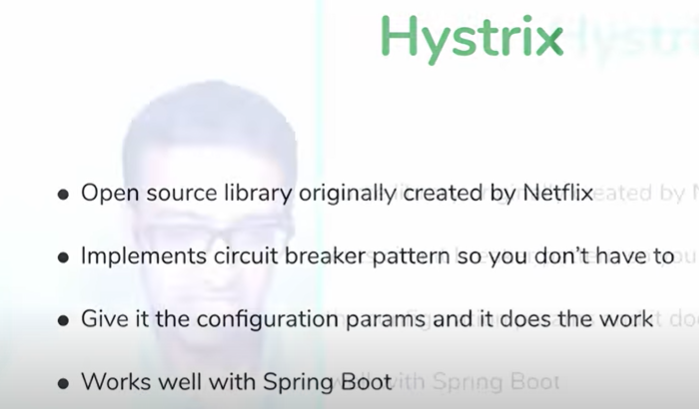 Hystrix
• Open source library originally created by Netflix
• Implements circuit breaker pattern so you don't have to
• Give it the configuration params and it does the work
• Works well with Spring Boot